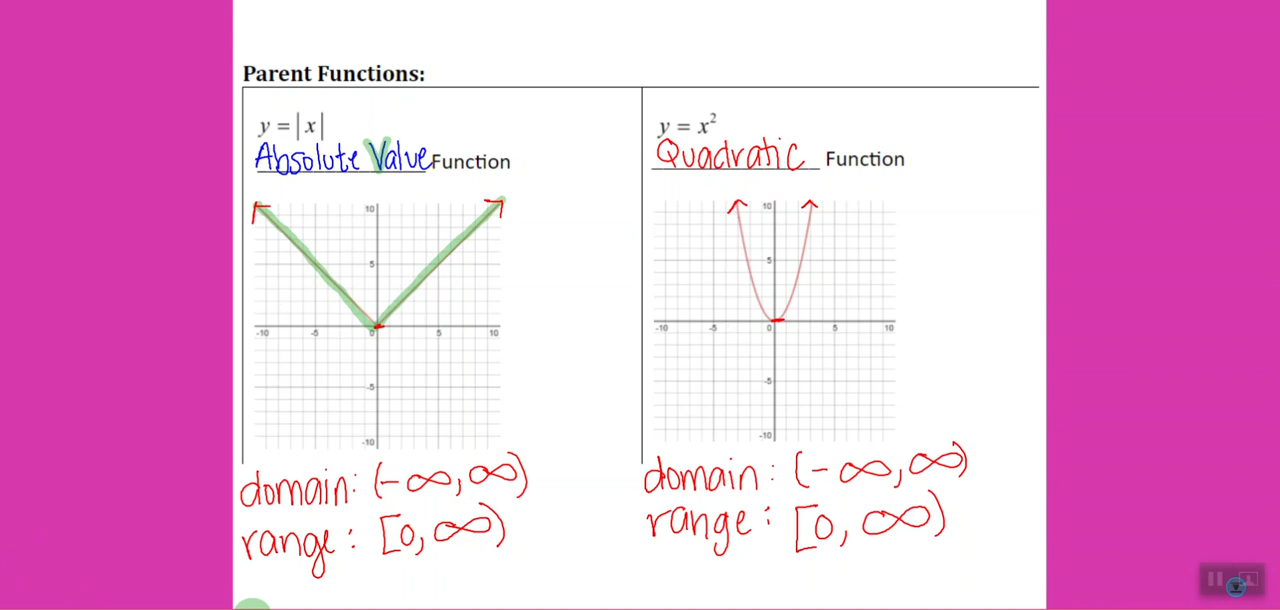 Parent Functions:
y = |x|
Absolute Value Function
10
5
-10 -5 0 5 10
-5
-10
domain: (-∞, ∞)
range: [0, ∞)
y = x²
Quadratic Function
10
5
-10 -5 0 5 10
-5
-10
domain: (-∞, ∞)
range: [0, ∞)